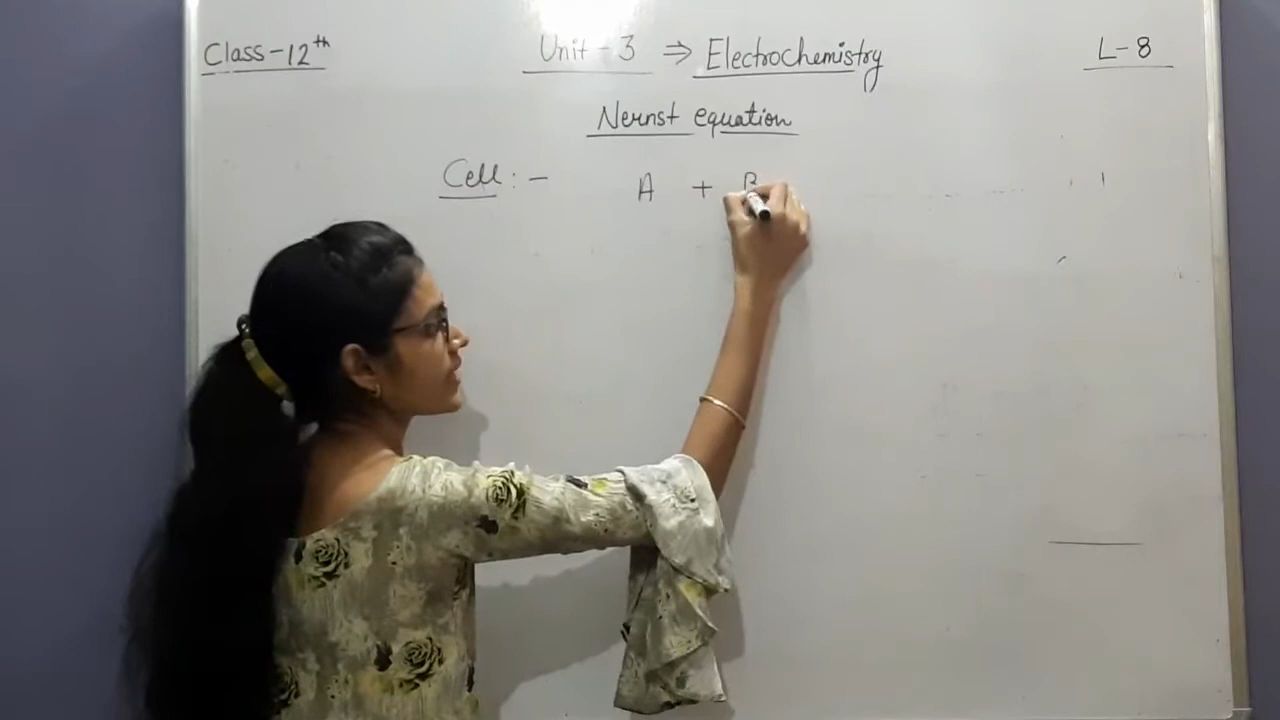 Class-12th
Unit-3 ⇒ Electrochemistry
L-8
Nernst equation
Cell:- A + B